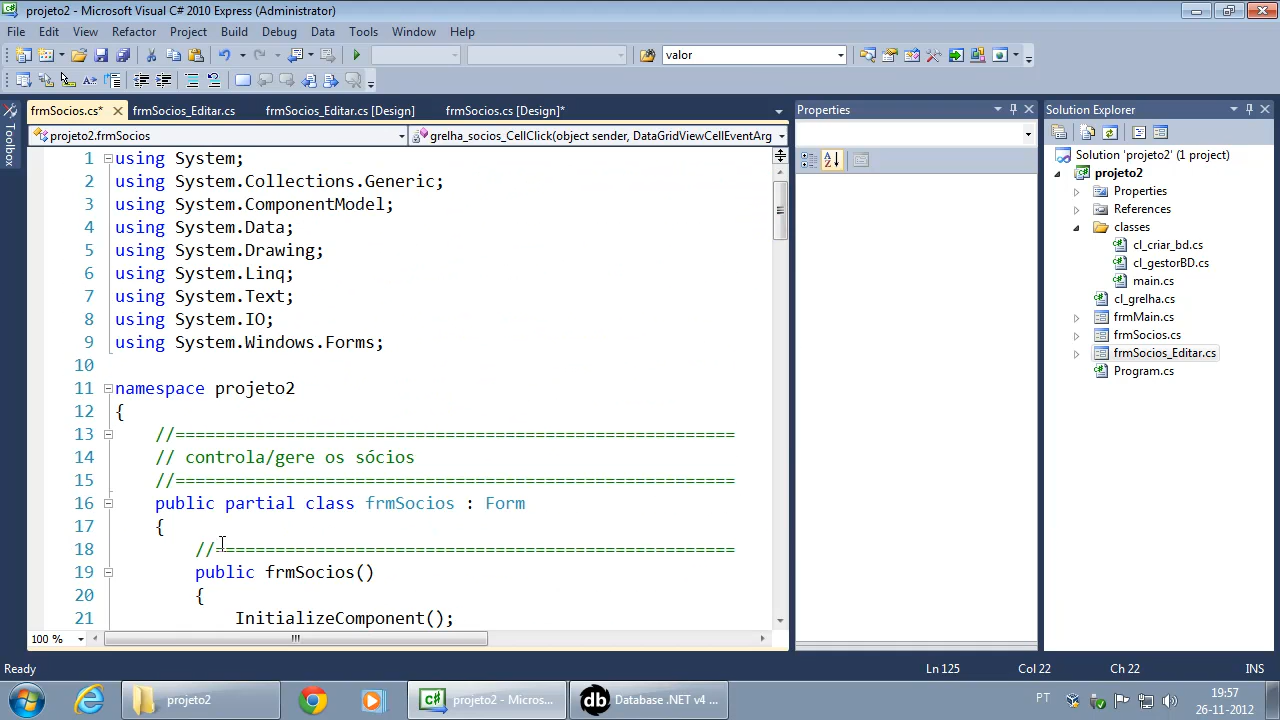 projeto2 - Microsoft Visual C# 2010 Express (Administrator)
File Edit View Refactor Project Build Debug Data Tools Window Help
valor
frmSocios.cs* frmSocios_Editar.cs frmSocios_Editar.cs [Design] frmSocios.cs [Design]*
projeto2.frmSocios grelha_socios_CellClick(object sender, DataGridViewCellEventArg
Toolbox
1 using System;
2 using System.Collections.Generic;
3 using System.ComponentModel;
4 using System.Data;
5 using System.Drawing;
6 using System.Linq;
7 using System.Text;
8 using System.IO;
9 using System.Windows.Forms;
10
11 namespace projeto2
12 {
13 //========================================================
14 // controla/gere os sócios
15 //========================================================
16 public partial class frmSocios : Form
17 {
18 //====================================================
19 public frmSocios()
20 {
21 InitializeComponent();
100 %
Properties
Solution Explorer
Solution 'projeto2' (1 project)
projeto2
Properties
References
classes
cl_criar_bd.cs
cl_gestorBD.cs
main.cs
cl_grelha.cs
frmMain.cs
frmSocios.cs
frmSocios_Editar.cs
Program.cs
Ready Ln 125 Col 22 Ch 22 INS
projeto2 projeto2 - Micros... Database .NET v4 ... PT 19:57
26-11-2012